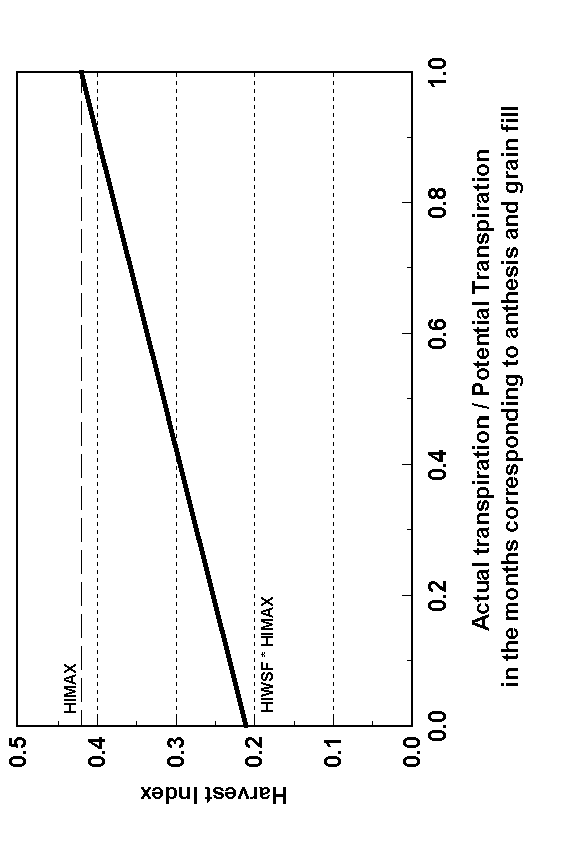 0.5
0.4
0.3
0.2
0.1
0.0
Harvest Index
HIMAX
HIWSF * HIMAX
0.0
0.2
0.4
0.6
0.8
1.0
Actual transpiration / Potential Transpiration
in the months corresponding to anthesis and grain fill